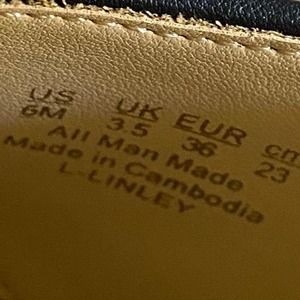 US UK EUR cm
6M 3.5 36 23
All Man Made
Made in Cambodia
L-LINLEY